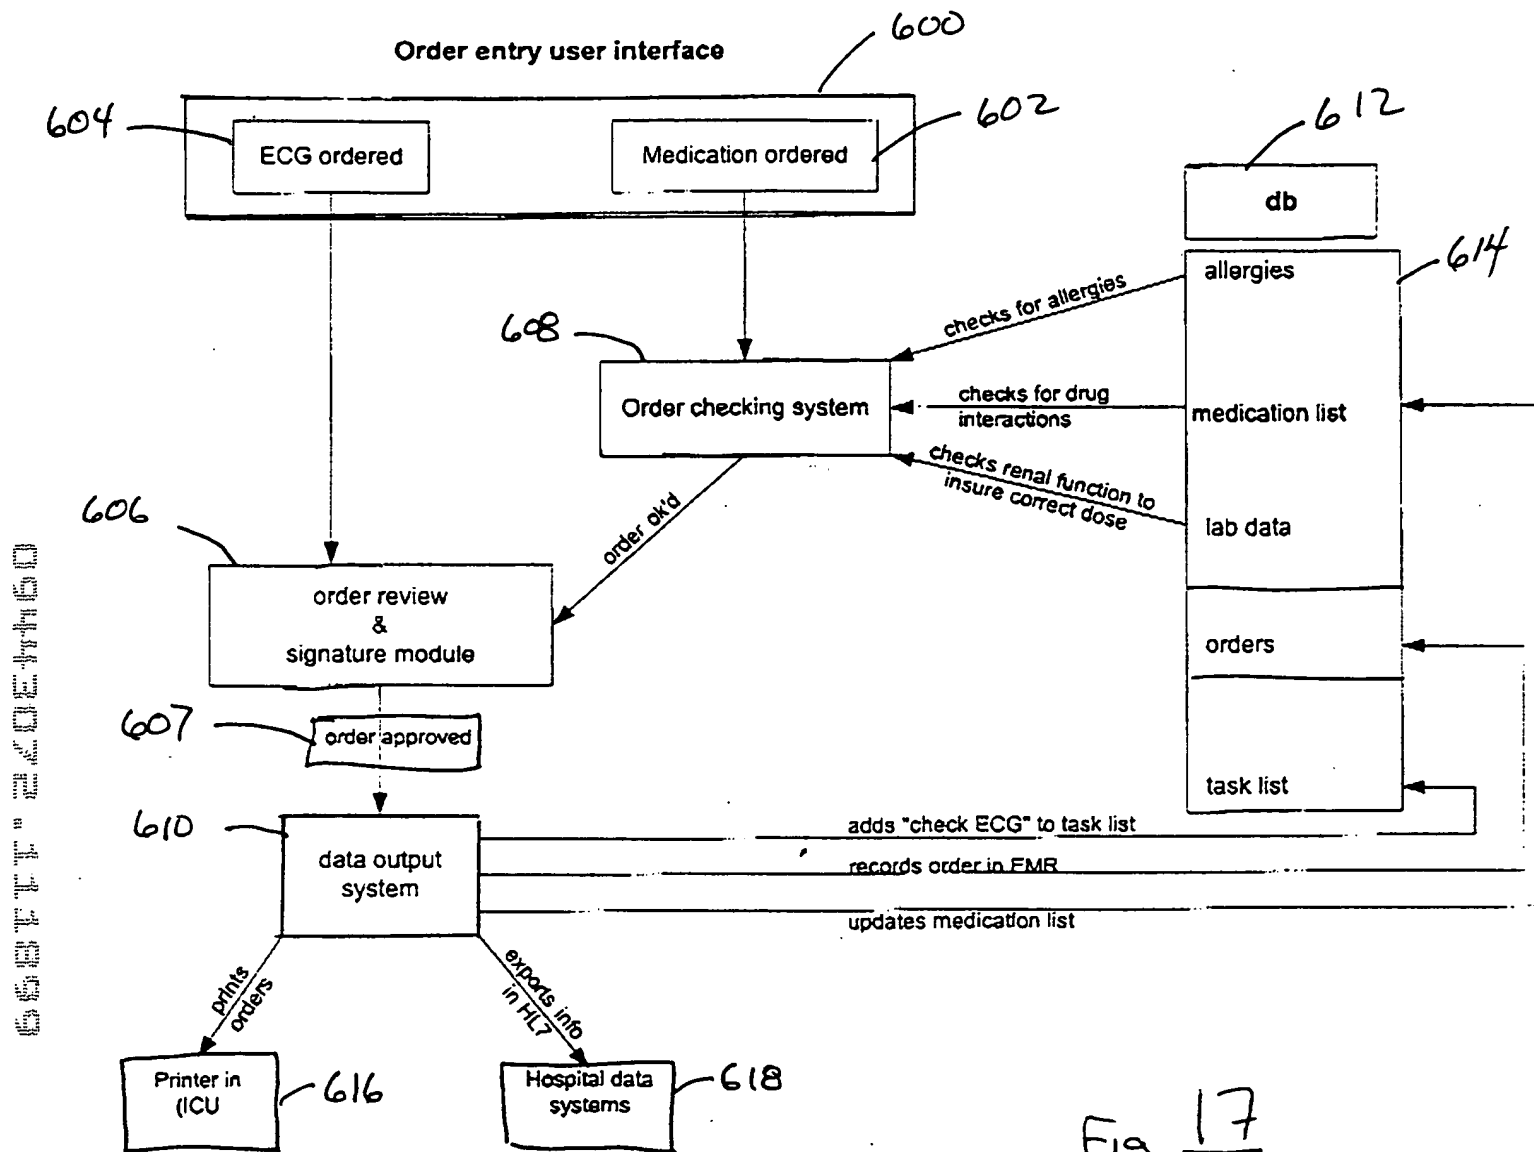 Order entry user interface
600
604
602
612
ECG ordered
Medication ordered
db
614
allergies
checks for allergies
608
Order checking system
checks for drug
interactions
medication list
checks renal function to
insure correct dose
lab data
606
order ok'd
order review
&
signature module
orders
607
order approved
task list
610
data output
system
adds "check ECG" to task list
records order in EMR
updates medication list
prints
orders
exports info
in HL7
Printer in
(ICU
616
Hospital data
systems
618
Fig 17
09443072.111899